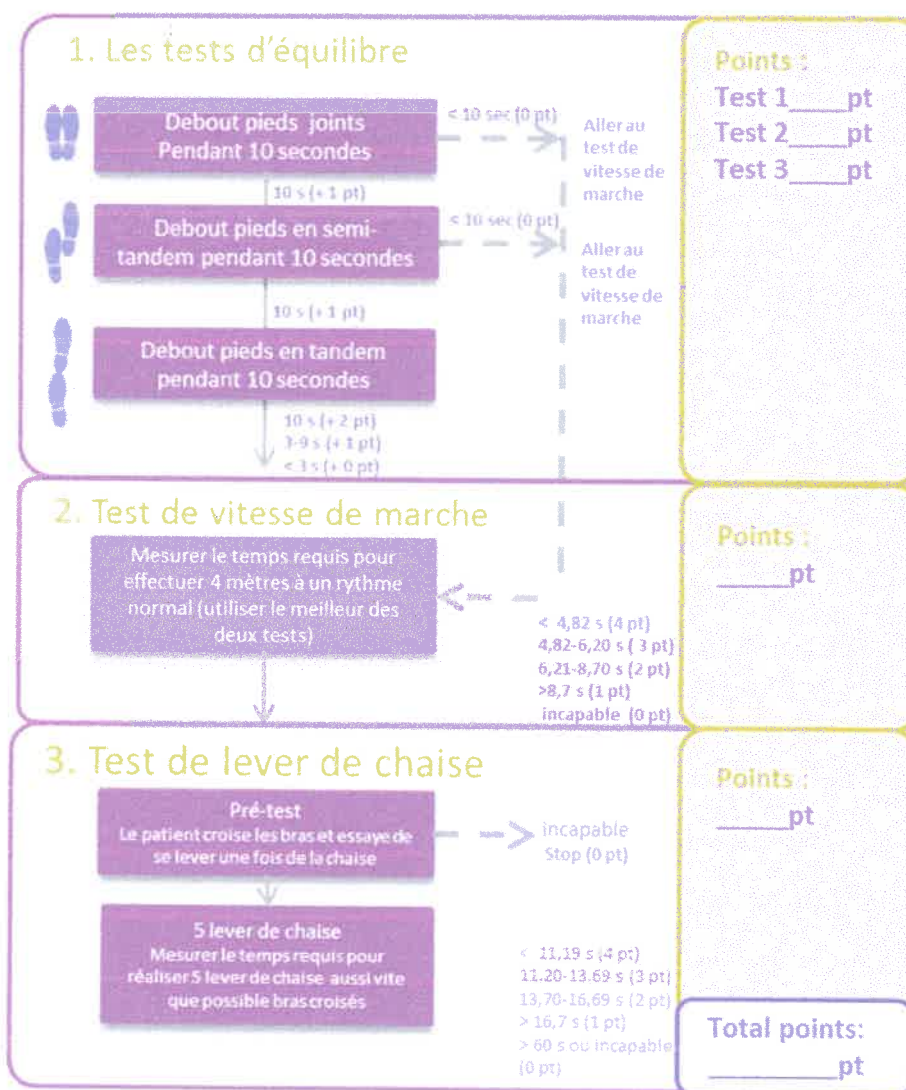 1. Les tests d'équilibre
Debout pieds joints
Pendant 10 secondes
< 10 sec (0 pt)
Aller au
test de
vitesse de
marche
10 s (+ 1 pt)
Debout pieds en semi-
tandem pendant 10 secondes
< 10 sec (0 pt)
Aller au
test de
vitesse de
marche
10 s (+ 1 pt)
Debout pieds en tandem
pendant 10 secondes
10 s (+ 2 pt)
3-9 s (+ 1 pt)
< 3 s (+ 0 pt)
Points :
Test 1____pt
Test 2____pt
Test 3____pt
2. Test de vitesse de marche
Mesurer le temps requis pour
effectuer 4 mètres à un rythme
normal (utiliser le meilleur des
deux tests)
< 4,82 s (4 pt)
4,82-6,20 s ( 3 pt)
6,21-8,70 s (2 pt)
>8,7 s (1 pt)
incapable (0 pt)
Points :
_____pt
3. Test de lever de chaise
Pré-test
Le patient croise les bras et essaye de
se lever une fois de la chaise
incapable
Stop (0 pt)
5 lever de chaise
Mesurer le temps requis pour
réaliser 5 lever de chaise aussi vite
que possible bras croisés
< 11,19 s (4 pt)
11.20-13.69 s (3 pt)
13,70-16,69 s (2 pt)
> 16,7 s (1 pt)
> 60 s ou incapable
(0 pt)
Points :
_____pt
Total points:
_________pt